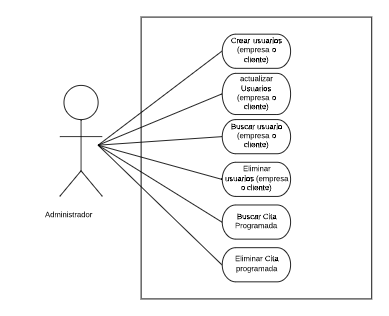 Crear usuarios
(empresa o
cliente)
actualizar
Usuarios
(empresa o
cliente)
Buscar usuario
(empresa o
cliente)
Eliminar
usuarios (empresa
o cliente)
Administrador
Buscar Cita
Programada
Eliminar Cita
programada